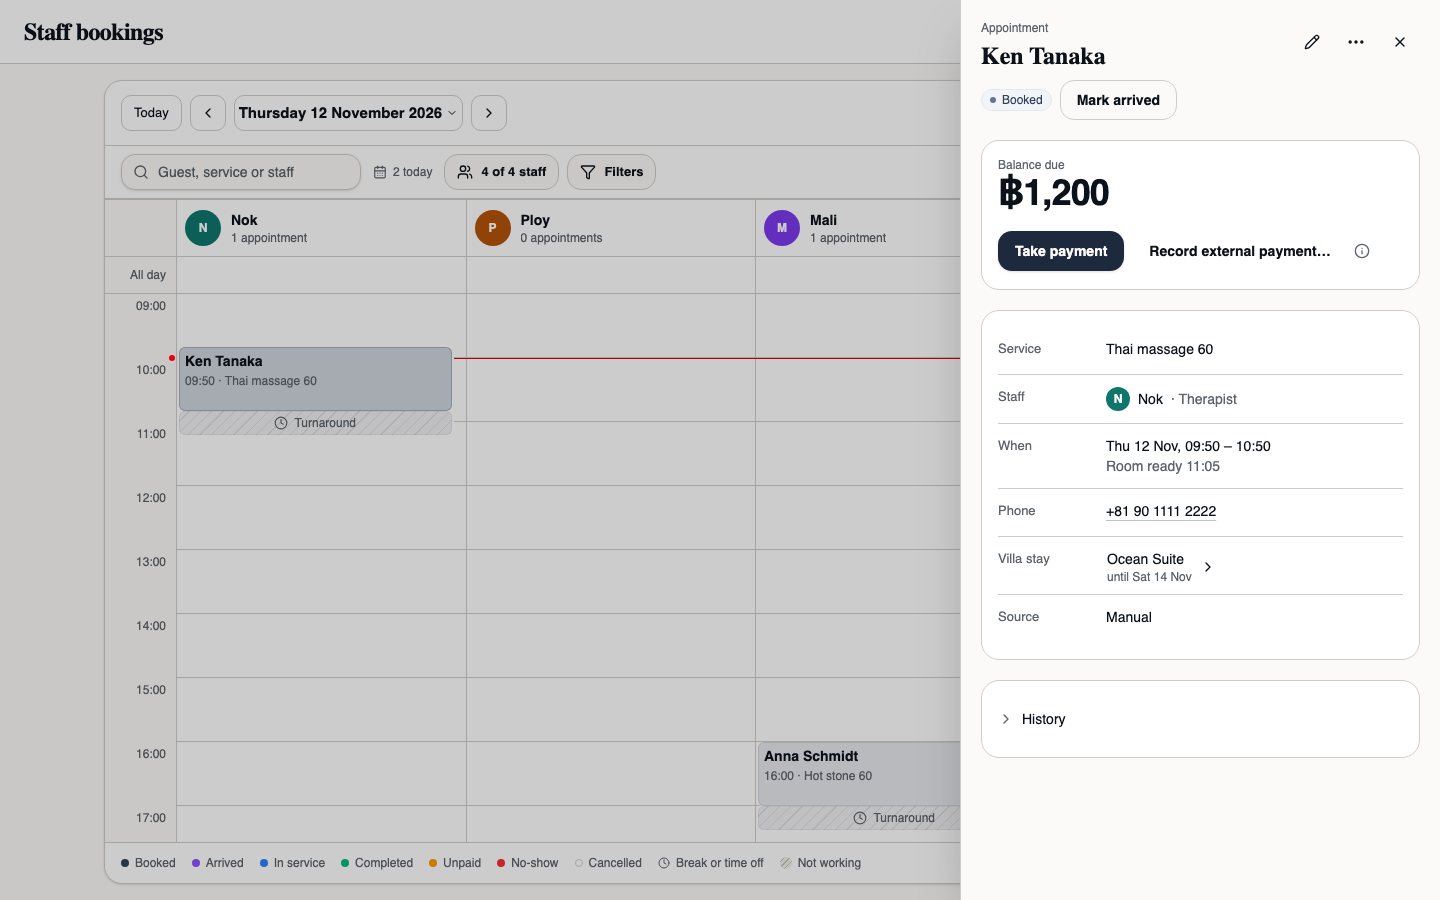 Staff bookings
Today
Thursday 12 November 2026
Guest, service or staff
2 today
4 of 4 staff
Filters
N
Nok
1 appointment
P
Ploy
0 appointments
M
Mali
1 appointment
All day
09:00
10:00
11:00
12:00
13:00
14:00
15:00
16:00
17:00
Ken Tanaka
09:50 · Thai massage 60
Turnaround
Anna Schmidt
16:00 · Hot stone 60
Turnaround
Booked
Arrived
In service
Completed
Unpaid
No-show
Cancelled
Break or time off
Not working
Appointment
Ken Tanaka
Booked
Mark arrived
Balance due
฿1,200
Take payment
Record external payment…
Service
Thai massage 60
Staff
N
Nok · Therapist
When
Thu 12 Nov, 09:50 – 10:50
Room ready 11:05
Phone
+81 90 1111 2222
Villa stay
Ocean Suite
until Sat 14 Nov
Source
Manual
History